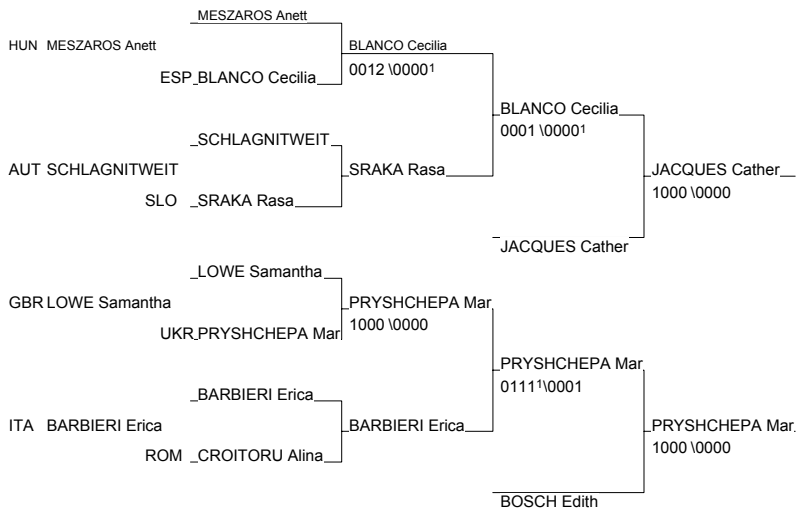 MESZAROS Anett
HUN MESZAROS Anett
BLANCO Cecilia
0012 \0000¹
ESP BLANCO Cecilia
BLANCO Cecilia
0001 \0000¹
SCHLAGNITWEIT
AUT SCHLAGNITWEIT
SRAKA Rasa
JACQUES Cather
1000 \0000
SLO SRAKA Rasa
JACQUES Cather
LOWE Samantha
GBR LOWE Samantha
PRYSHCHEPA Mar
1000 \0000
UKR PRYSHCHEPA Mar
PRYSHCHEPA Mar
0111¹\0001
BARBIERI Erica
ITA BARBIERI Erica
BARBIERI Erica
PRYSHCHEPA Mar
1000 \0000
ROM CROITORU Alina
BOSCH Edith